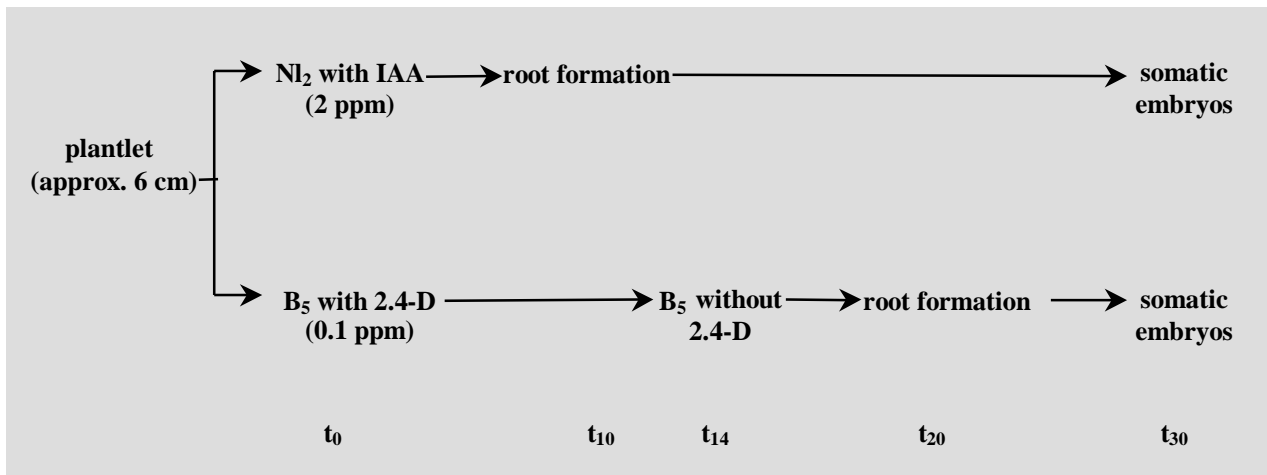 Nl₂ with IAA
(2 ppm)
root formation
somatic
embryos
plantlet
(approx. 6 cm)
B₅ with 2.4-D
(0.1 ppm)
B₅ without
2.4-D
root formation
somatic
embryos
t₀
t₁₀
t₁₄
t₂₀
t₃₀